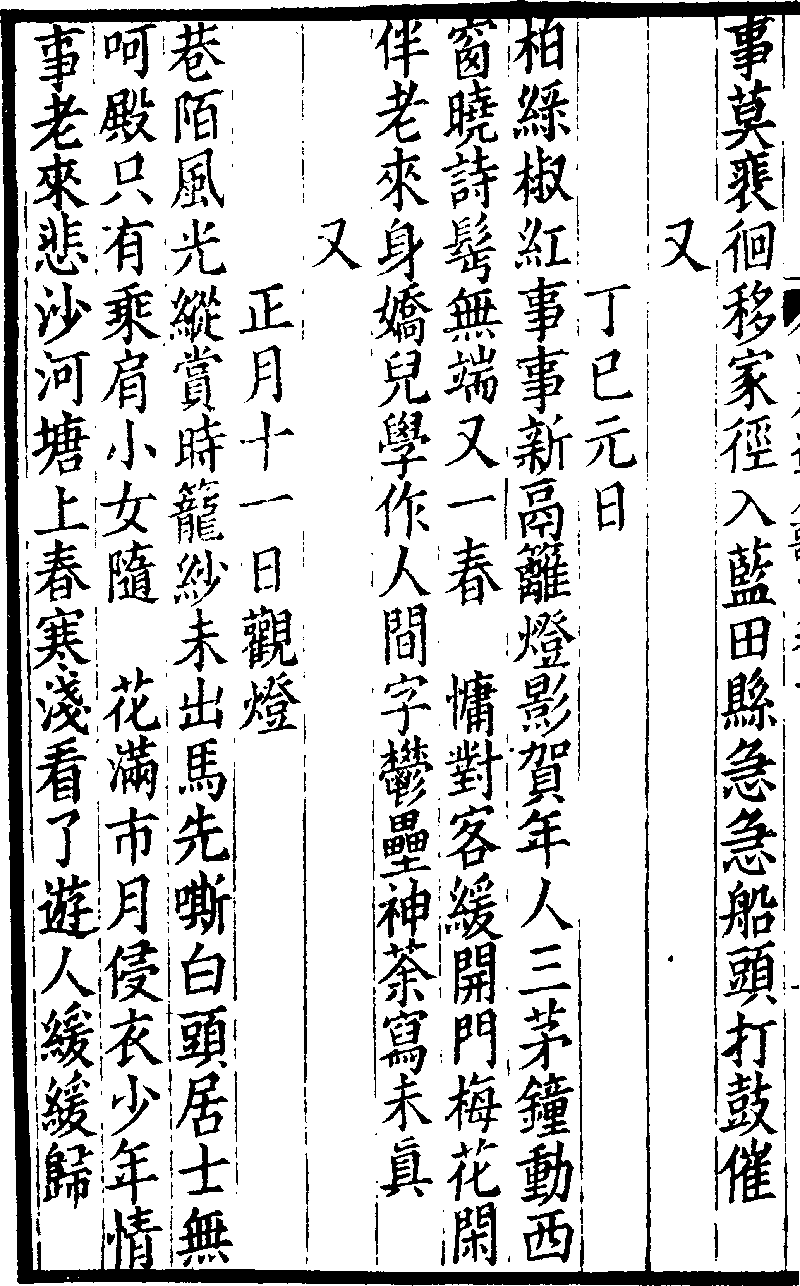 事莫裴徊移家徑入藍田縣急急船頭打鼓催
又
丁巳元日
柏綠椒紅事事新鬲籬燈影賀年人三茅鐘動西
窗曉詩髩無端又一春　慵對客緩開門梅花閑
伴老來身嬌兒學作人間字鬱壘神荼寫未真
又
正月十一日觀燈
巷陌風光縱賞時籠紗未出馬先嘶白頭居士無
呵殿只有乘肩小女隨　花滿市月侵衣少年情
事老來悲沙河塘上春寒淺看了遊人緩緩歸